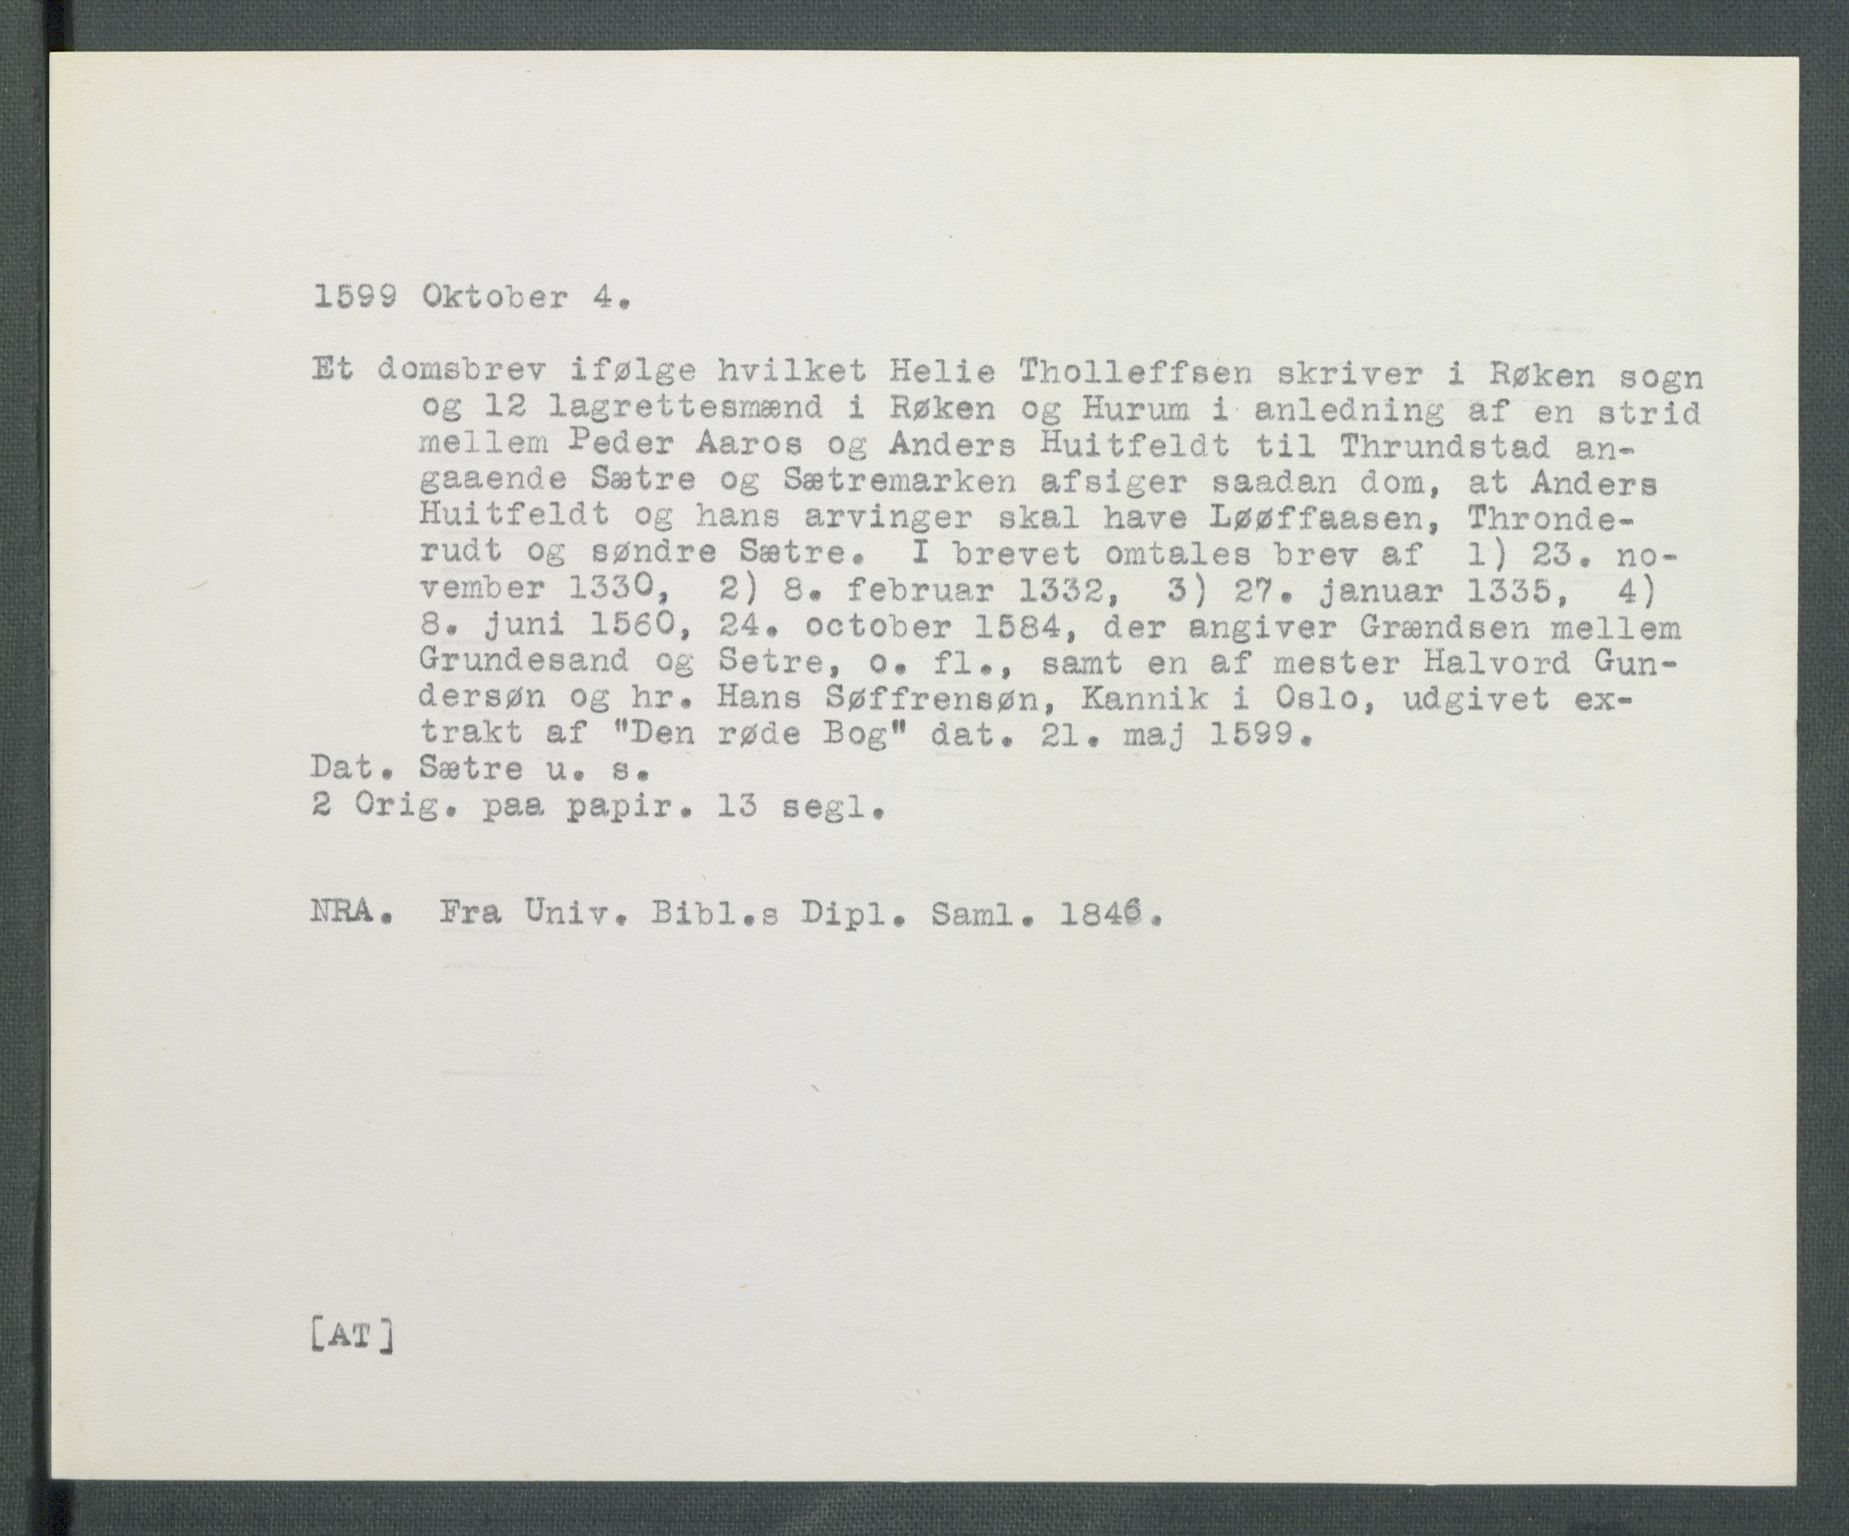 1599 Oktober 4.
Et domsbrev ifølge hvilket Helie Tholleffsen skriver i Røken sogn
og 12 lagrettesmænd i Røken og Hurum i anledning af en strid
mellem Peder Aaros og Anders Huitfeldt til Thrundstad an-
gaaende Sætre og Sætremarken afsiger saadan dom, at Anders
Huitfeldt og hans arvinger skal have Løøffaasen, Thronde-
rudt og søndre Sætre. I brevet omtales brev af 1) 23. no-
vember 1330, 2) 8. februar 1332, 3) 27. januar 1335, 4)
8. juni 1560, 24. october 1584, der angiver Grændsen mellem
Grundesand og Setre, o. fl., samt en af mester Halvord Gun-
dersøn og hr. Hans Søffrensøn, Kannik i Oslo, udgivet ex-
trakt af "Den røde Bog" dat. 21. maj 1599.
Dat. Sætre u. s.
2 Orig. paa papir. 13 segl.
NRA. Fra Univ. Bibl.s Dipl. Saml. 1846.
[AT]